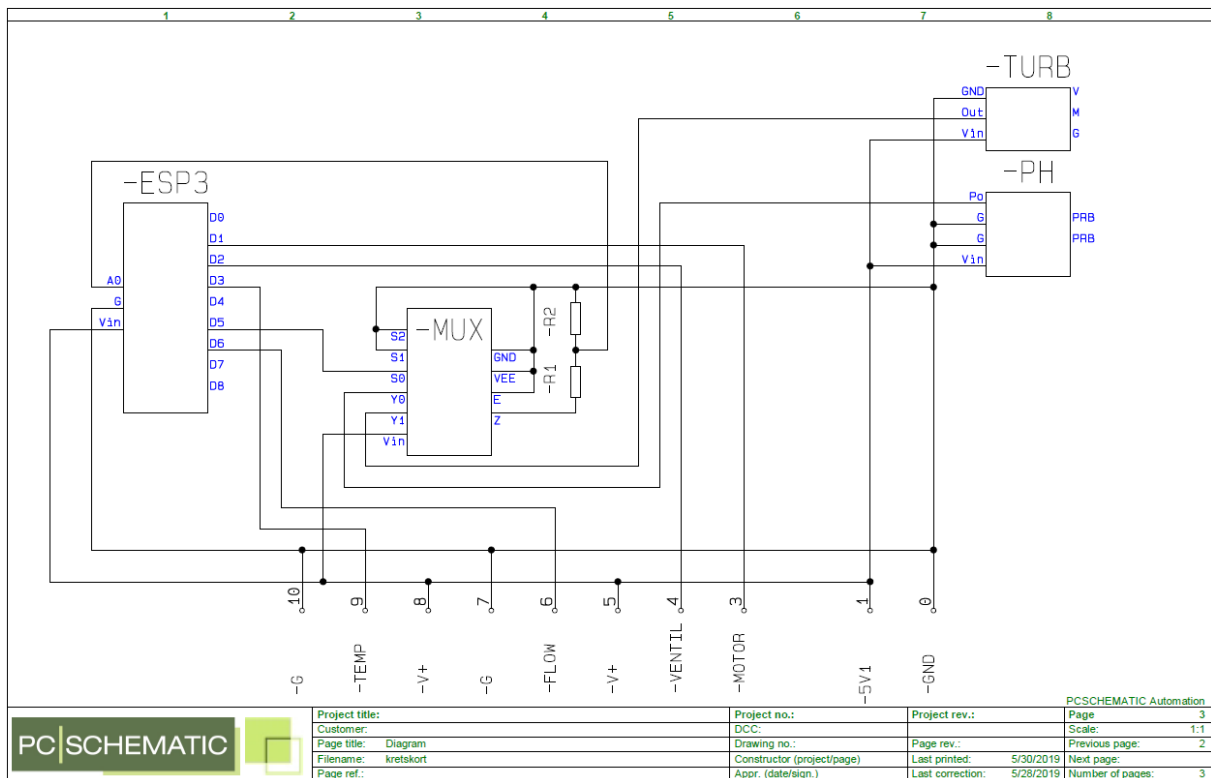 1 2 3 4 5 6 7 8
-TURB
GND V
Out M
Vin G
-PH
Po
G PRB
G PRB
Vin
-ESP3
D0
D1
D2
A0 D3
G D4
Vin D5
D6
D7
D8
-MUX
S2
S1 GND
S0 VEE
Y0 E
Y1 Z
Vin
-R2
-R1
10 9 8 7 6 5 4 3 1 0
-G -TEMP -V+ -G -FLOW -V+ -VENTIL -MOTOR -5V1 -GND
PCSCHEMATIC Automation
PC|SCHEMATIC
Project title: Project no.: Project rev.: Page 3
Customer: DCC: Scale: 1:1
Page title: Diagram Drawing no.: Page rev.: Previous page: 2
Filename: kretskort Constructor (project/page) Last printed: 5/30/2019 Next page:
Page ref.: Appr. (date/sign.) Last correction: 5/28/2019 Number of pages: 3